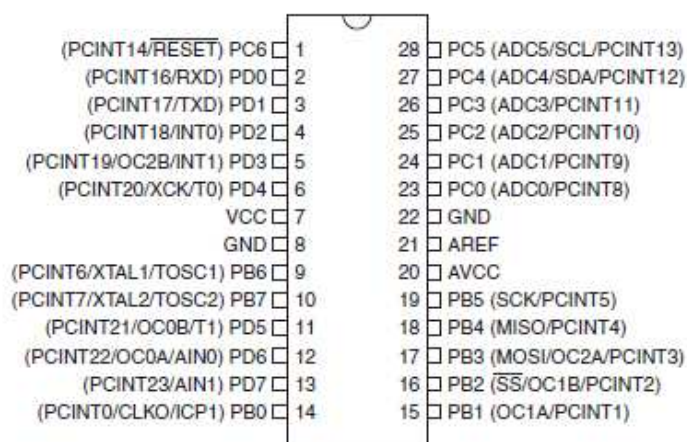 (PCINT14/RESET) PC6 1 28 PC5 (ADC5/SCL/PCINT13)
(PCINT16/RXD) PD0 2 27 PC4 (ADC4/SDA/PCINT12)
(PCINT17/TXD) PD1 3 26 PC3 (ADC3/PCINT11)
(PCINT18/INT0) PD2 4 25 PC2 (ADC2/PCINT10)
(PCINT19/OC2B/INT1) PD3 5 24 PC1 (ADC1/PCINT9)
(PCINT20/XCK/T0) PD4 6 23 PC0 (ADC0/PCINT8)
VCC 7 22 GND
GND 8 21 AREF
(PCINT6/XTAL1/TOSC1) PB6 9 20 AVCC
(PCINT7/XTAL2/TOSC2) PB7 10 19 PB5 (SCK/PCINT5)
(PCINT21/OC0B/T1) PD5 11 18 PB4 (MISO/PCINT4)
(PCINT22/OC0A/AIN0) PD6 12 17 PB3 (MOSI/OC2A/PCINT3)
(PCINT23/AIN1) PD7 13 16 PB2 (SS/OC1B/PCINT2)
(PCINT0/CLKO/ICP1) PB0 14 15 PB1 (OC1A/PCINT1)